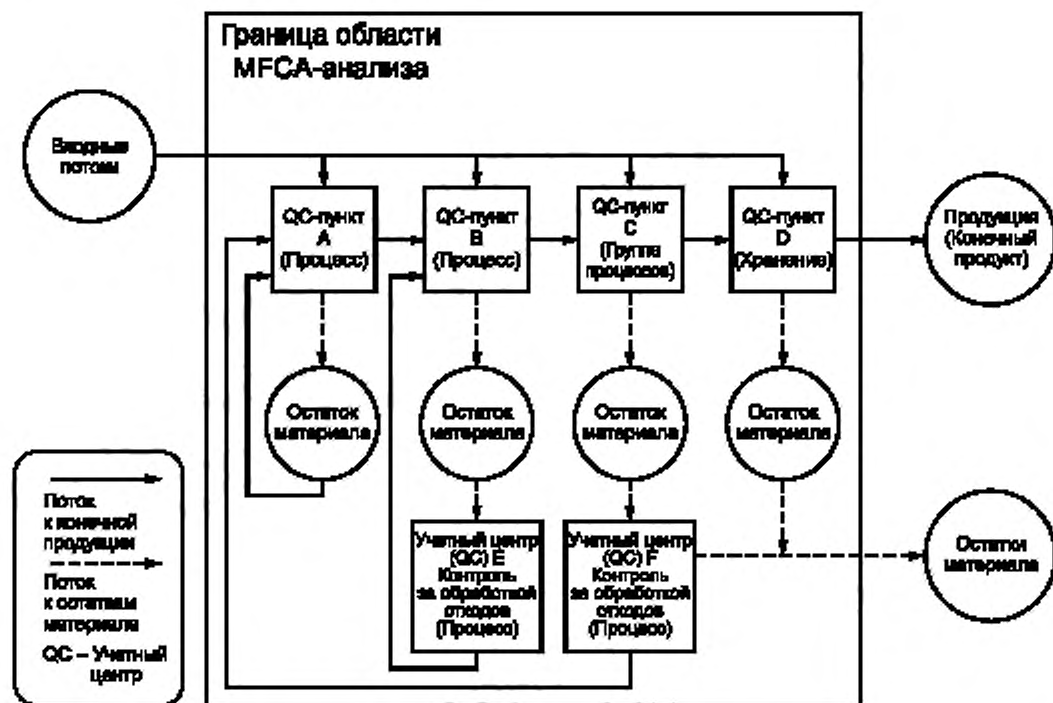 Граница области
MFCA-анализа
Входные
потоки
QC-пункт
A
(Процесс)
QC-пункт
B
(Процесс)
QC-пункт
C
(Группа
процессов)
QC-пункт
D
(Хранение)
Продукция
(Конечный
продукт)
Остаток
материала
Остаток
материала
Остаток
материала
Остаток
материала
Учетный центр
(QC) E
Контроль
за обработкой
отходов
(Процесс)
Учетный центр
(QC) F
Контроль
за обработкой
отходов
(Процесс)
Остатки
материала
Поток
к конечной
продукции
Поток
к остаткам
материала
QC – Учетный
центр